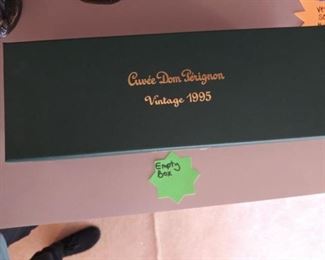 Cuvée Dom Pérignon
Vintage 1995
Empty
Box